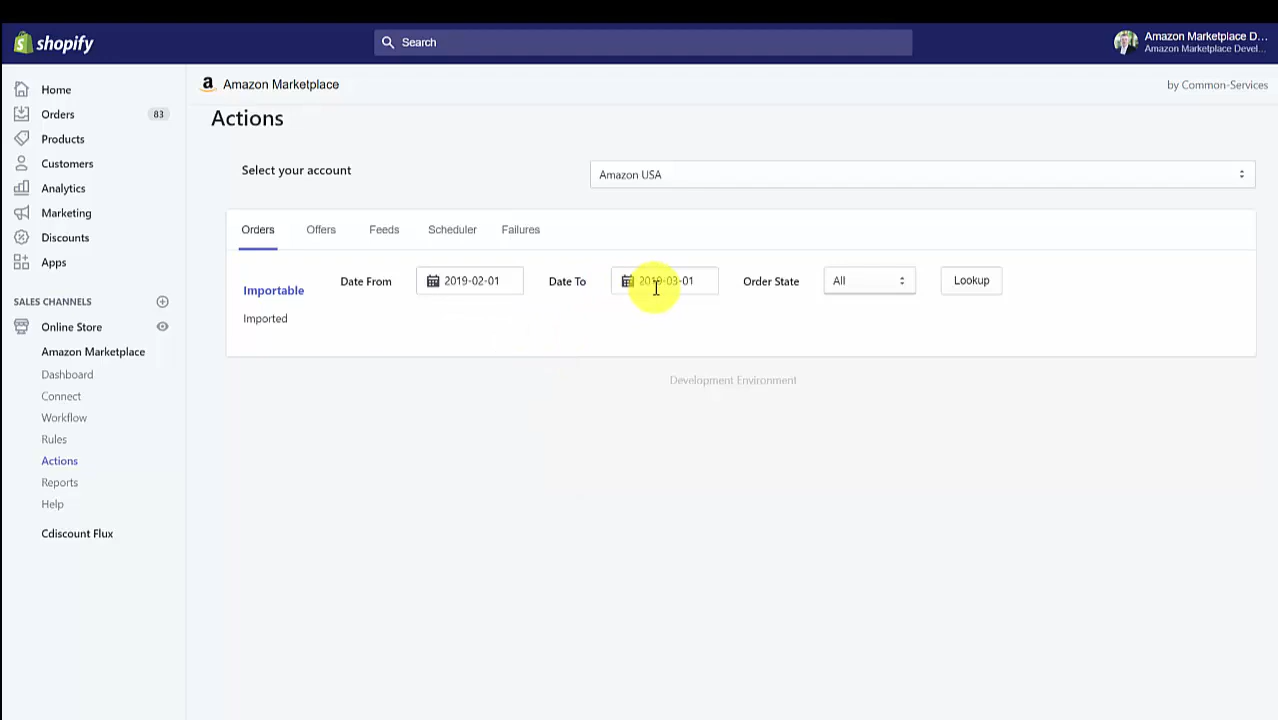 shopify
Search
Amazon Marketplace D...
Amazon Marketplace Devel...
Home
Orders 83
Products
Customers
Analytics
Marketing
Discounts
Apps
SALES CHANNELS
Online Store
Amazon Marketplace
Dashboard
Connect
Workflow
Rules
Actions
Reports
Help
Cdiscount Flux
Amazon Marketplace
by Common-Services
Actions
Select your account
Amazon USA
Orders Offers Feeds Scheduler Failures
Importable
Imported
Date From 2019-02-01 Date To 2019-03-01 Order State All Lookup
Development Environment